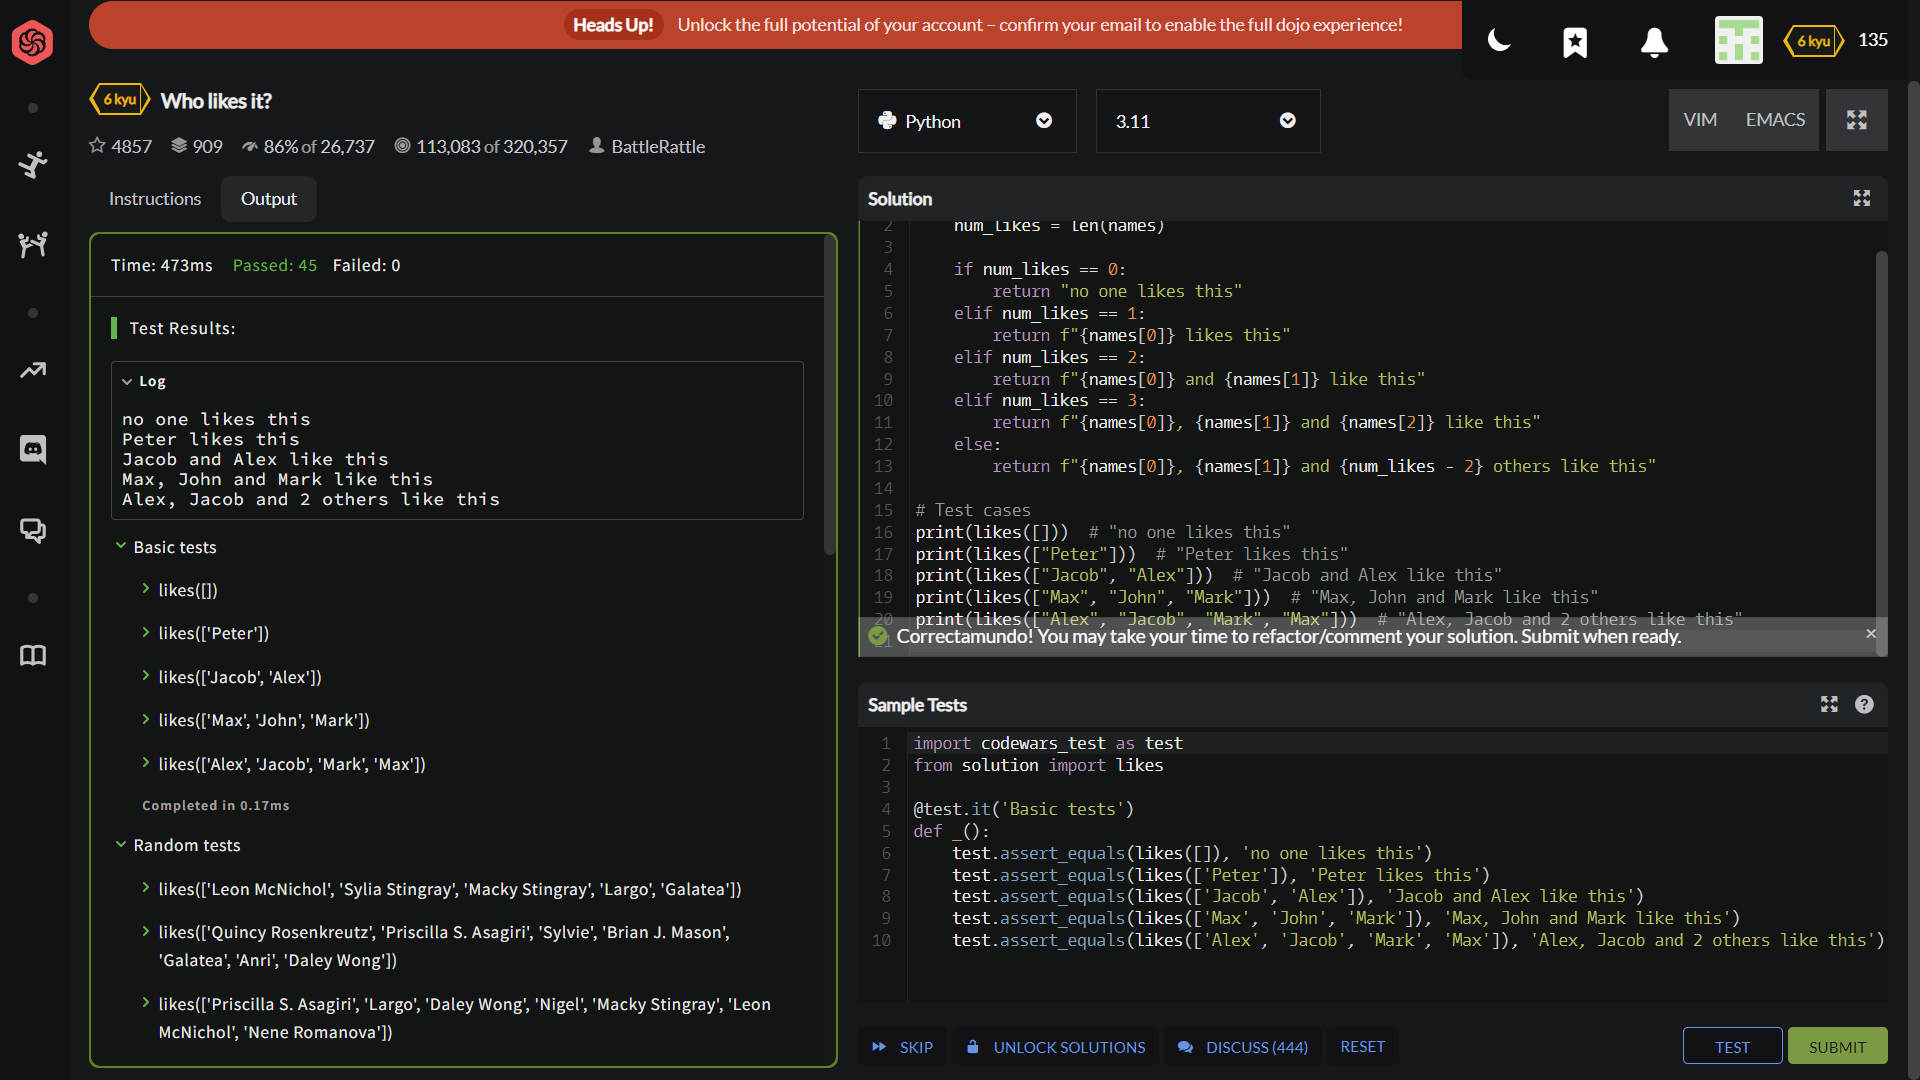 Heads Up! Unlock the full potential of your account – confirm your email to enable the full dojo experience!
6 kyu 135
6 kyu Who likes it?
4857 909 86% of 26,737 113,083 of 320,357 BattleRattle
Python 3.11 VIM EMACS
Instructions Output
Time: 473ms Passed: 45 Failed: 0
Test Results:
Log
no one likes this
Peter likes this
Jacob and Alex like this
Max, John and Mark like this
Alex, Jacob and 2 others like this
Basic tests
likes([])
likes(['Peter'])
likes(['Jacob', 'Alex'])
likes(['Max', 'John', 'Mark'])
likes(['Alex', 'Jacob', 'Mark', 'Max'])
Completed in 0.17ms
Random tests
likes(['Leon McNichol', 'Sylia Stingray', 'Macky Stingray', 'Largo', 'Galatea'])
likes(['Quincy Rosenkreutz', 'Priscilla S. Asagiri', 'Sylvie', 'Brian J. Mason',
'Galatea', 'Anri', 'Daley Wong'])
likes(['Priscilla S. Asagiri', 'Largo', 'Daley Wong', 'Nigel', 'Macky Stingray', 'Leon
McNichol', 'Nene Romanova'])
Solution
2 num_likes = len(names)
3
4 if num_likes == 0:
5 return "no one likes this"
6 elif num_likes == 1:
7 return f"{names[0]} likes this"
8 elif num_likes == 2:
9 return f"{names[0]} and {names[1]} like this"
10 elif num_likes == 3:
11 return f"{names[0]}, {names[1]} and {names[2]} like this"
12 else:
13 return f"{names[0]}, {names[1]} and {num_likes - 2} others like this"
14
15 # Test cases
16 print(likes([])) # "no one likes this"
17 print(likes(["Peter"])) # "Peter likes this"
18 print(likes(["Jacob", "Alex"])) # "Jacob and Alex like this"
19 print(likes(["Max", "John", "Mark"])) # "Max, John and Mark like this"
20 print(likes(["Alex", "Jacob", "Mark", "Max"])) # "Alex, Jacob and 2 others like this"
21
Correctamundo! You may take your time to refactor/comment your solution. Submit when ready. ×
Sample Tests
1 import codewars_test as test
2 from solution import likes
3
4 @test.it('Basic tests')
5 def _():
6 test.assert_equals(likes([]), 'no one likes this')
7 test.assert_equals(likes(['Peter']), 'Peter likes this')
8 test.assert_equals(likes(['Jacob', 'Alex']), 'Jacob and Alex like this')
9 test.assert_equals(likes(['Max', 'John', 'Mark']), 'Max, John and Mark like this')
10 test.assert_equals(likes(['Alex', 'Jacob', 'Mark', 'Max']), 'Alex, Jacob and 2 others like this')
SKIP UNLOCK SOLUTIONS DISCUSS (444) RESET TEST SUBMIT